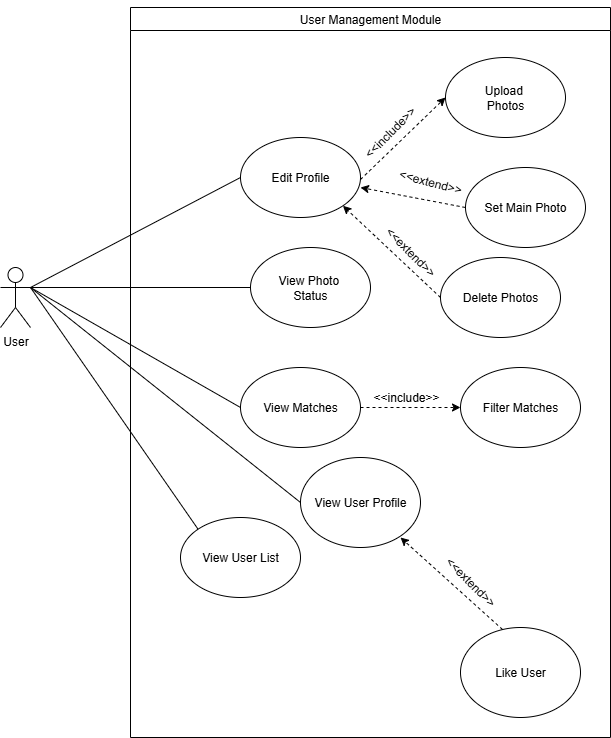 User Management Module
Upload
Photos
<<include>>
Edit Profile
<<extend>>
Set Main Photo
<<extend>>
View Photo
Status
Delete Photos
User
View Matches
<<include>>
Filter Matches
View User Profile
View User List
<<extend>>
Like User